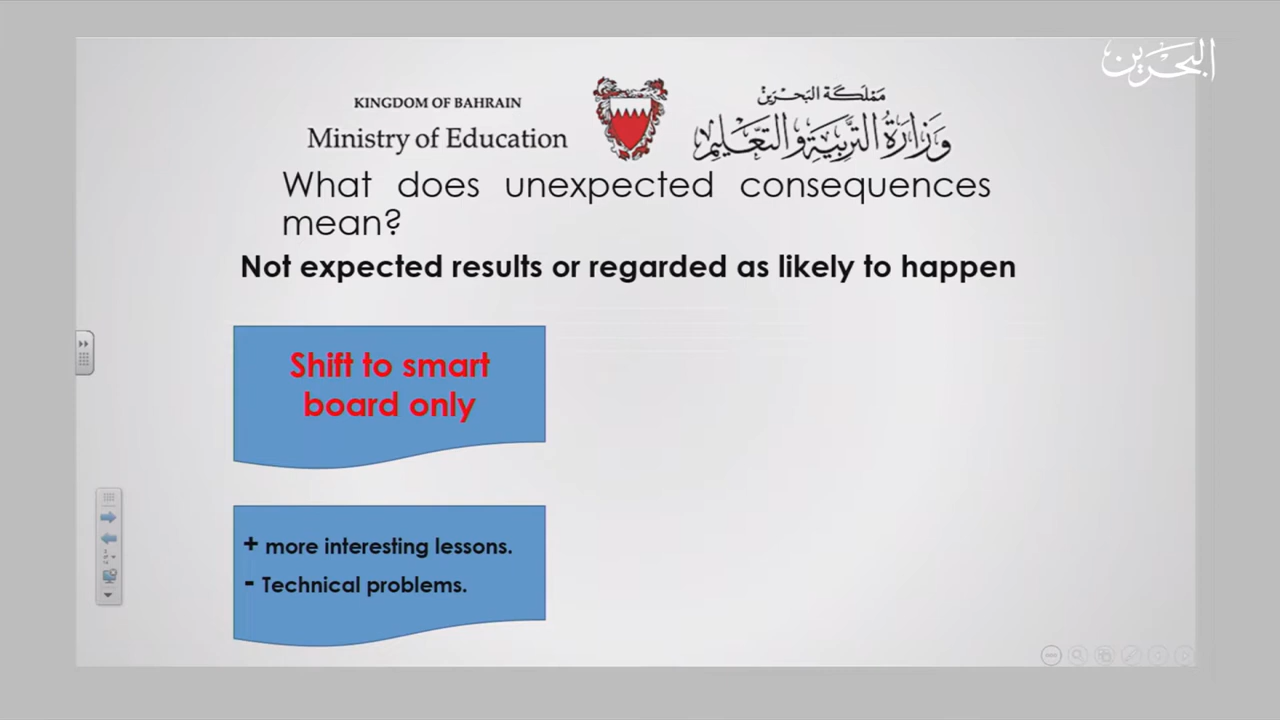 البحرين
KINGDOM OF BAHRAIN
Ministry of Education
مملكة البحرين
وزارة التربية والتعليم
What does unexpected consequences
mean?
Not expected results or regarded as likely to happen
Shift to smart
board only
+ more interesting lessons.
- Technical problems.